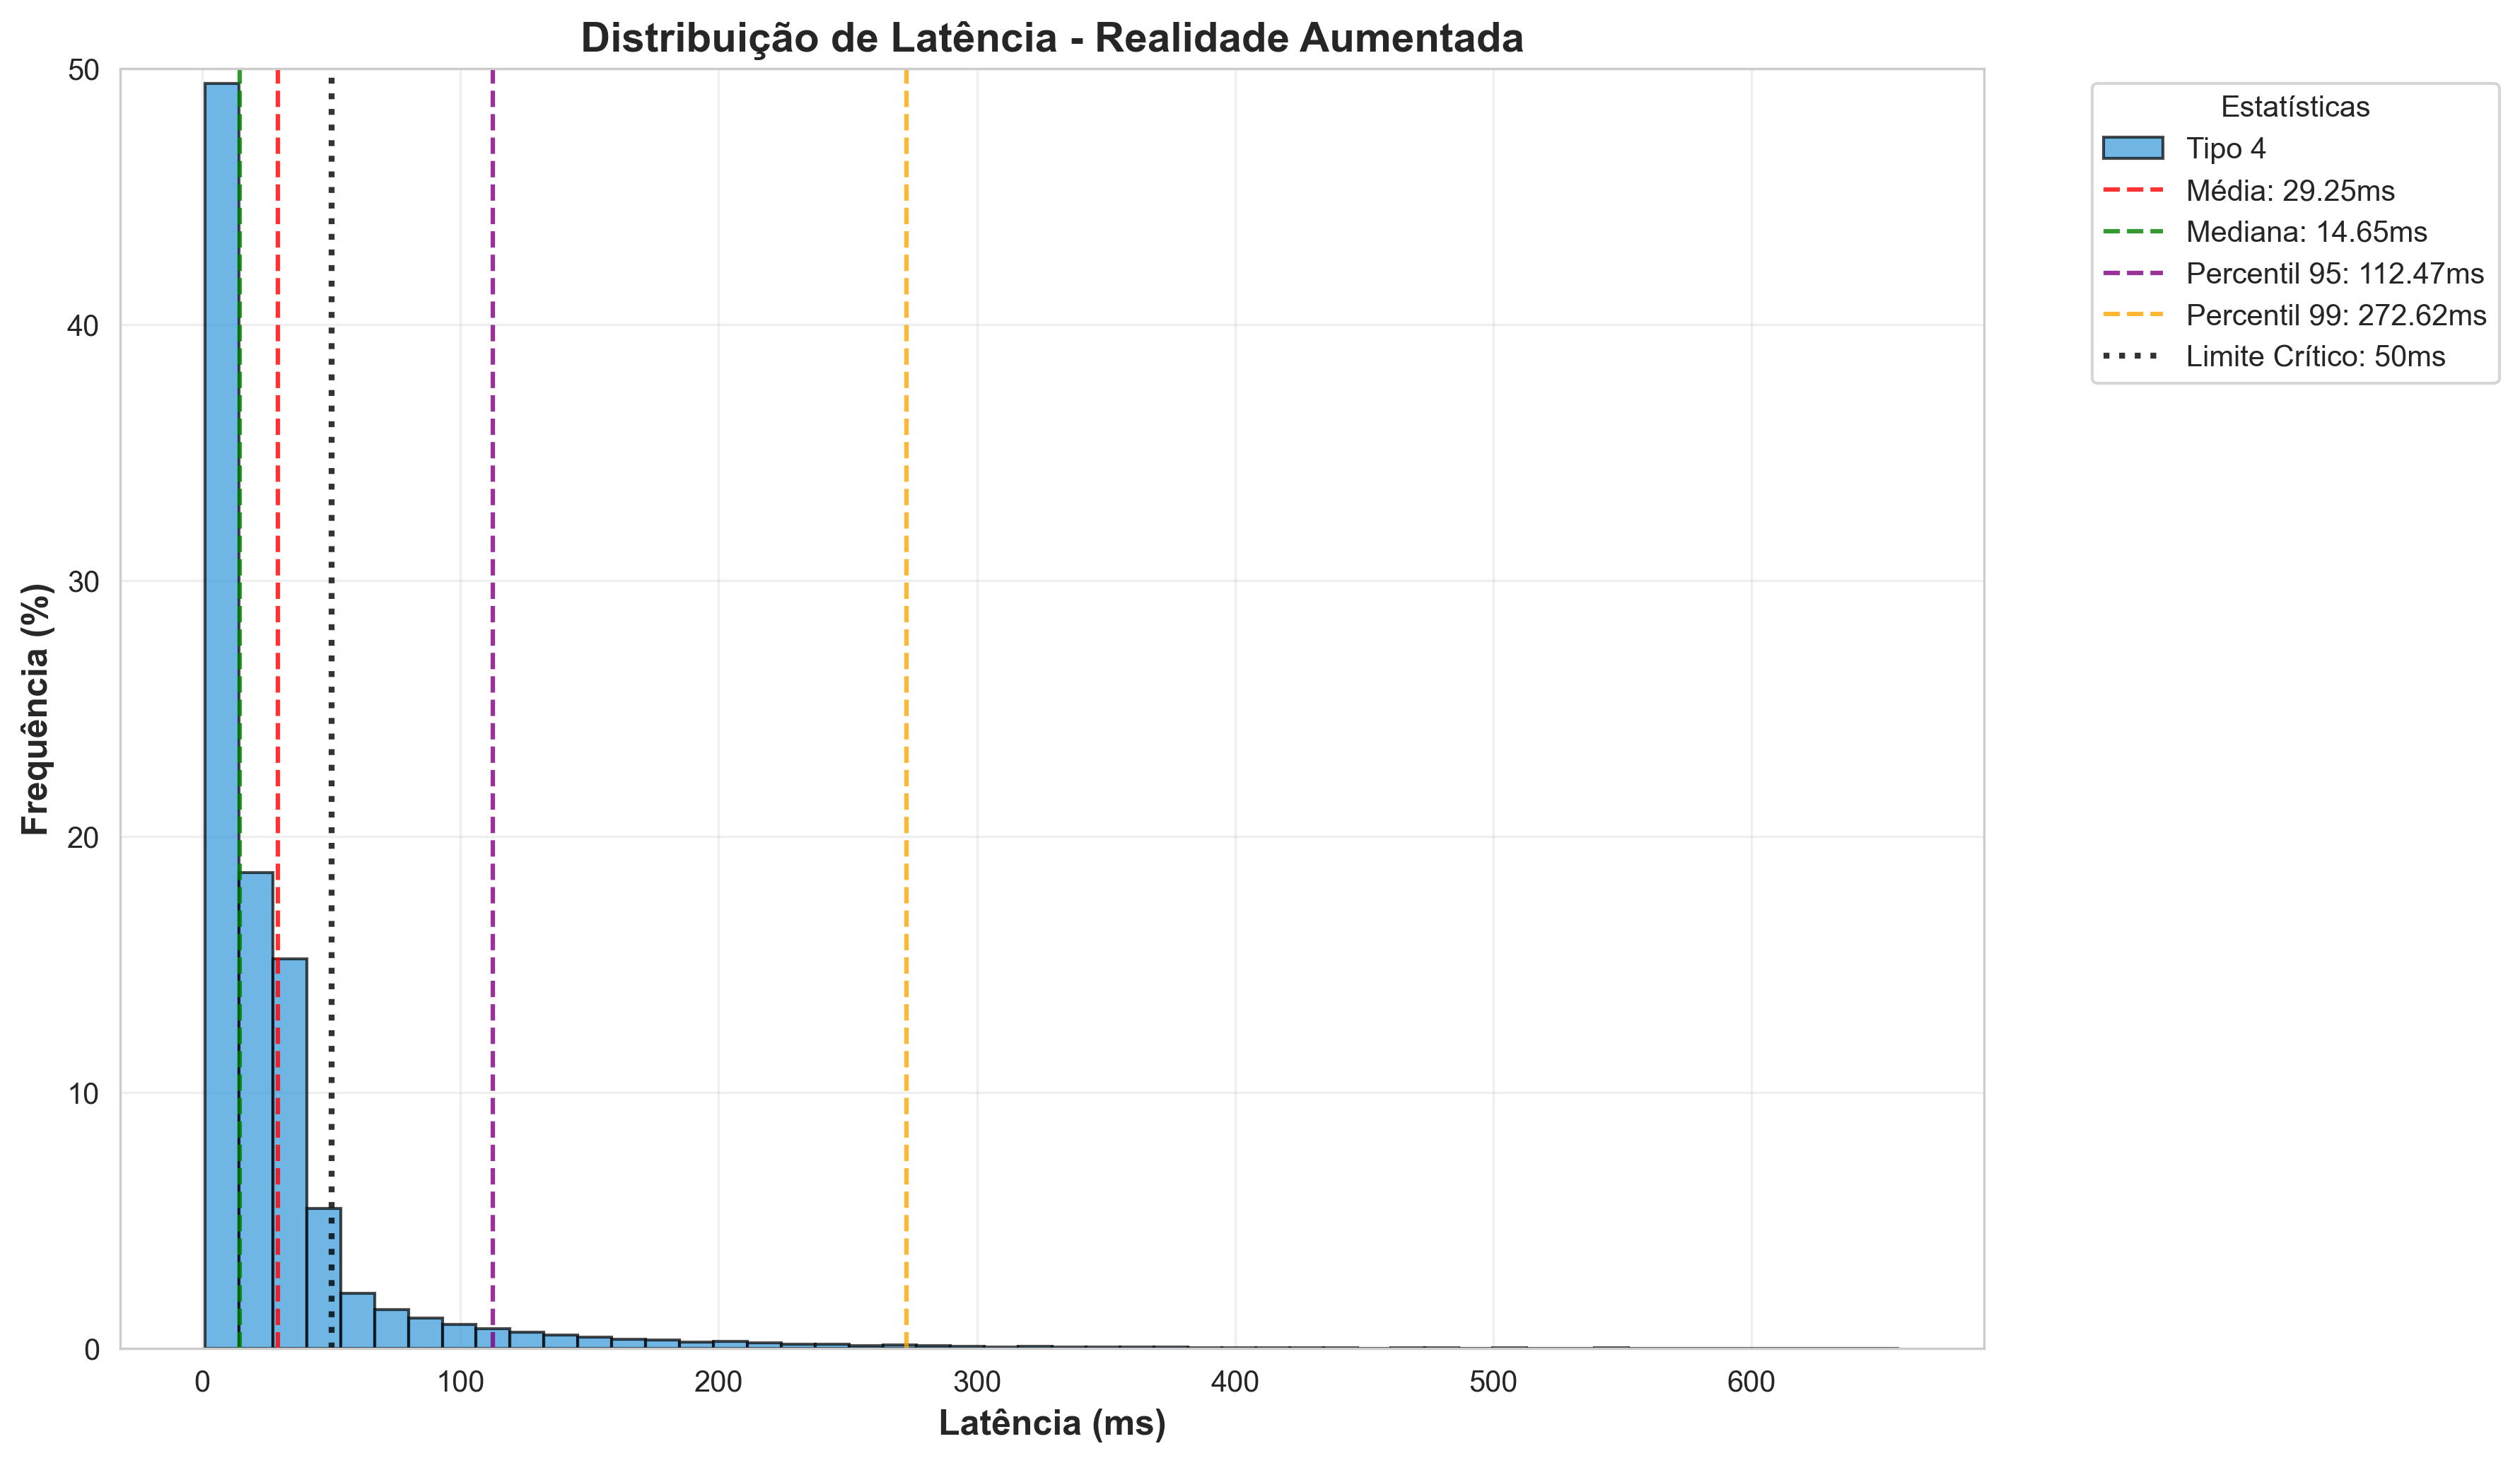 Distribuição de Latência - Realidade Aumentada
50
40
30
20
10
0
Frequência (%)
0 100 200 300 400 500 600
Latência (ms)
Estatísticas
Tipo 4
Média: 29.25ms
Mediana: 14.65ms
Percentil 95: 112.47ms
Percentil 99: 272.62ms
Limite Crítico: 50ms